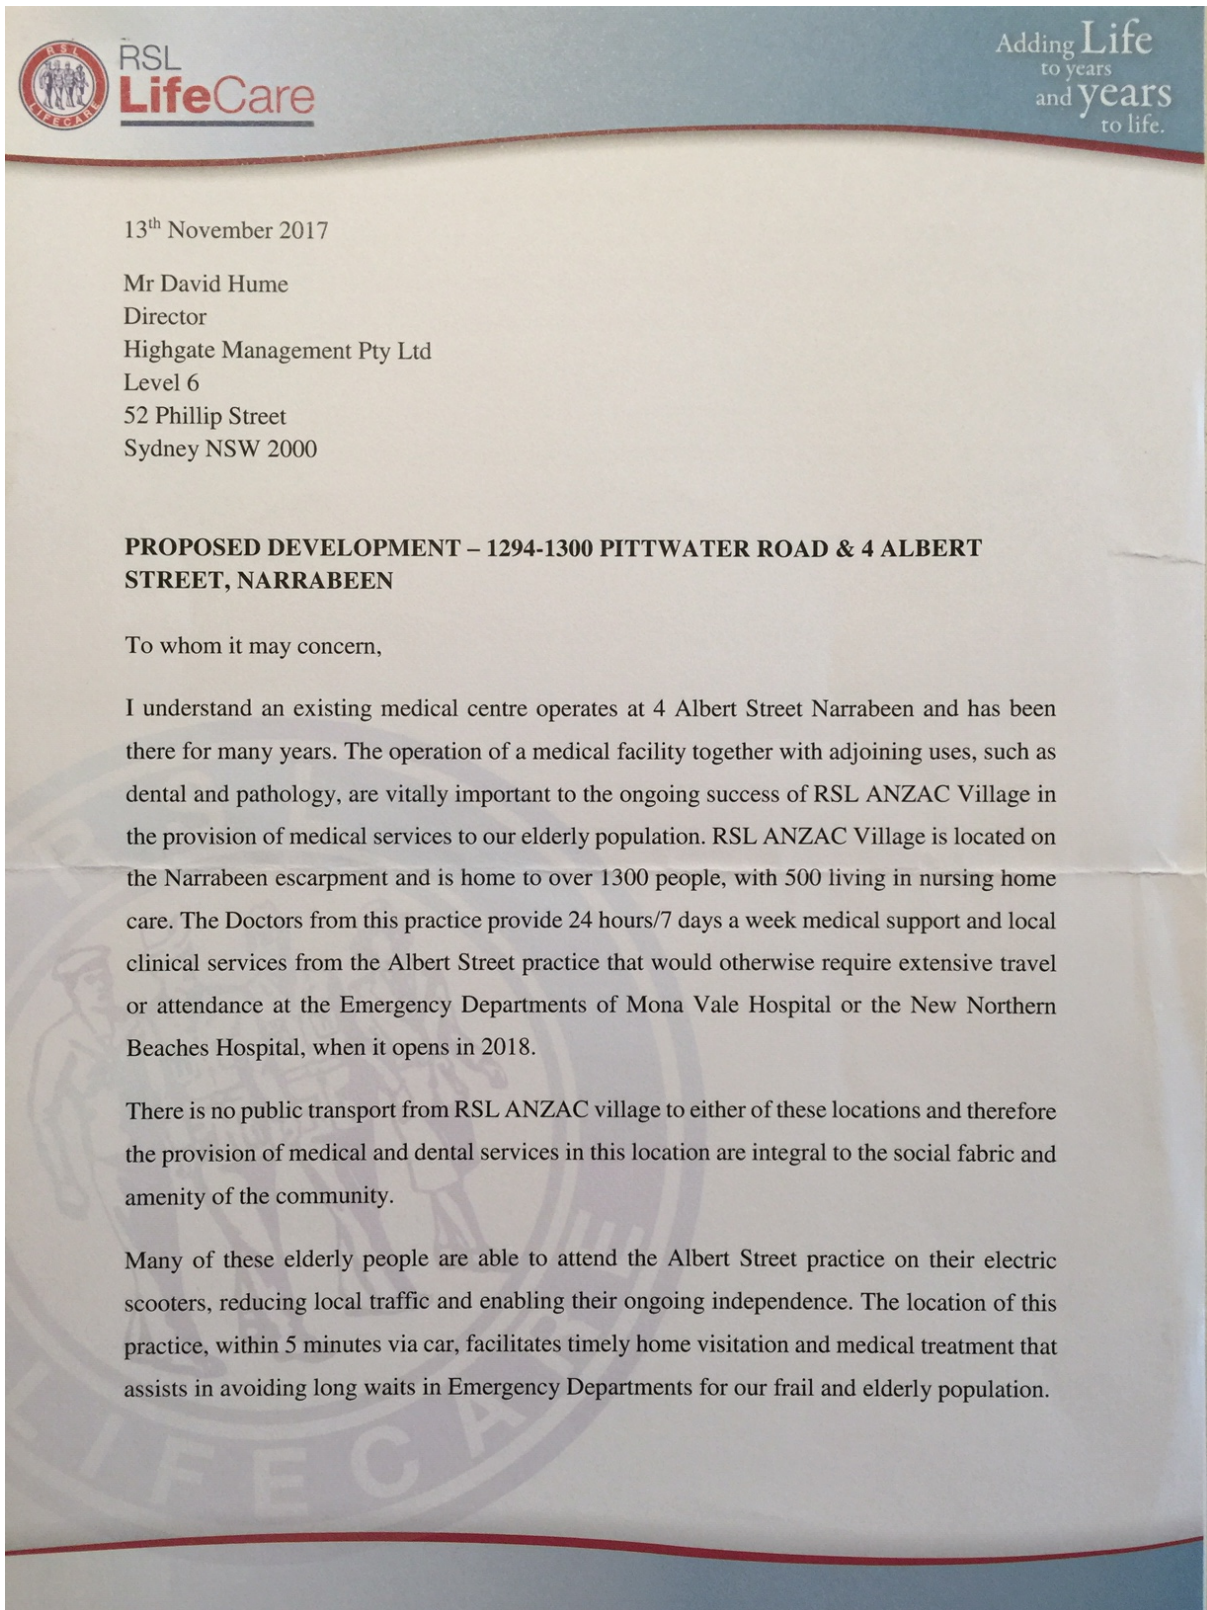 RSL
LifeCare
RSL
LIFECARE
Adding Life
to years
and years
to life.
13th November 2017
Mr David Hume
Director
Highgate Management Pty Ltd
Level 6
52 Phillip Street
Sydney NSW 2000
PROPOSED DEVELOPMENT – 1294-1300 PITTWATER ROAD & 4 ALBERT
STREET, NARRABEEN
To whom it may concern,
I understand an existing medical centre operates at 4 Albert Street Narrabeen and has been
there for many years. The operation of a medical facility together with adjoining uses, such as
dental and pathology, are vitally important to the ongoing success of RSL ANZAC Village in
the provision of medical services to our elderly population. RSL ANZAC Village is located on
the Narrabeen escarpment and is home to over 1300 people, with 500 living in nursing home
care. The Doctors from this practice provide 24 hours/7 days a week medical support and local
clinical services from the Albert Street practice that would otherwise require extensive travel
or attendance at the Emergency Departments of Mona Vale Hospital or the New Northern
Beaches Hospital, when it opens in 2018.
There is no public transport from RSL ANZAC village to either of these locations and therefore
the provision of medical and dental services in this location are integral to the social fabric and
amenity of the community.
Many of these elderly people are able to attend the Albert Street practice on their electric
scooters, reducing local traffic and enabling their ongoing independence. The location of this
practice, within 5 minutes via car, facilitates timely home visitation and medical treatment that
assists in avoiding long waits in Emergency Departments for our frail and elderly population.
LIFECARE